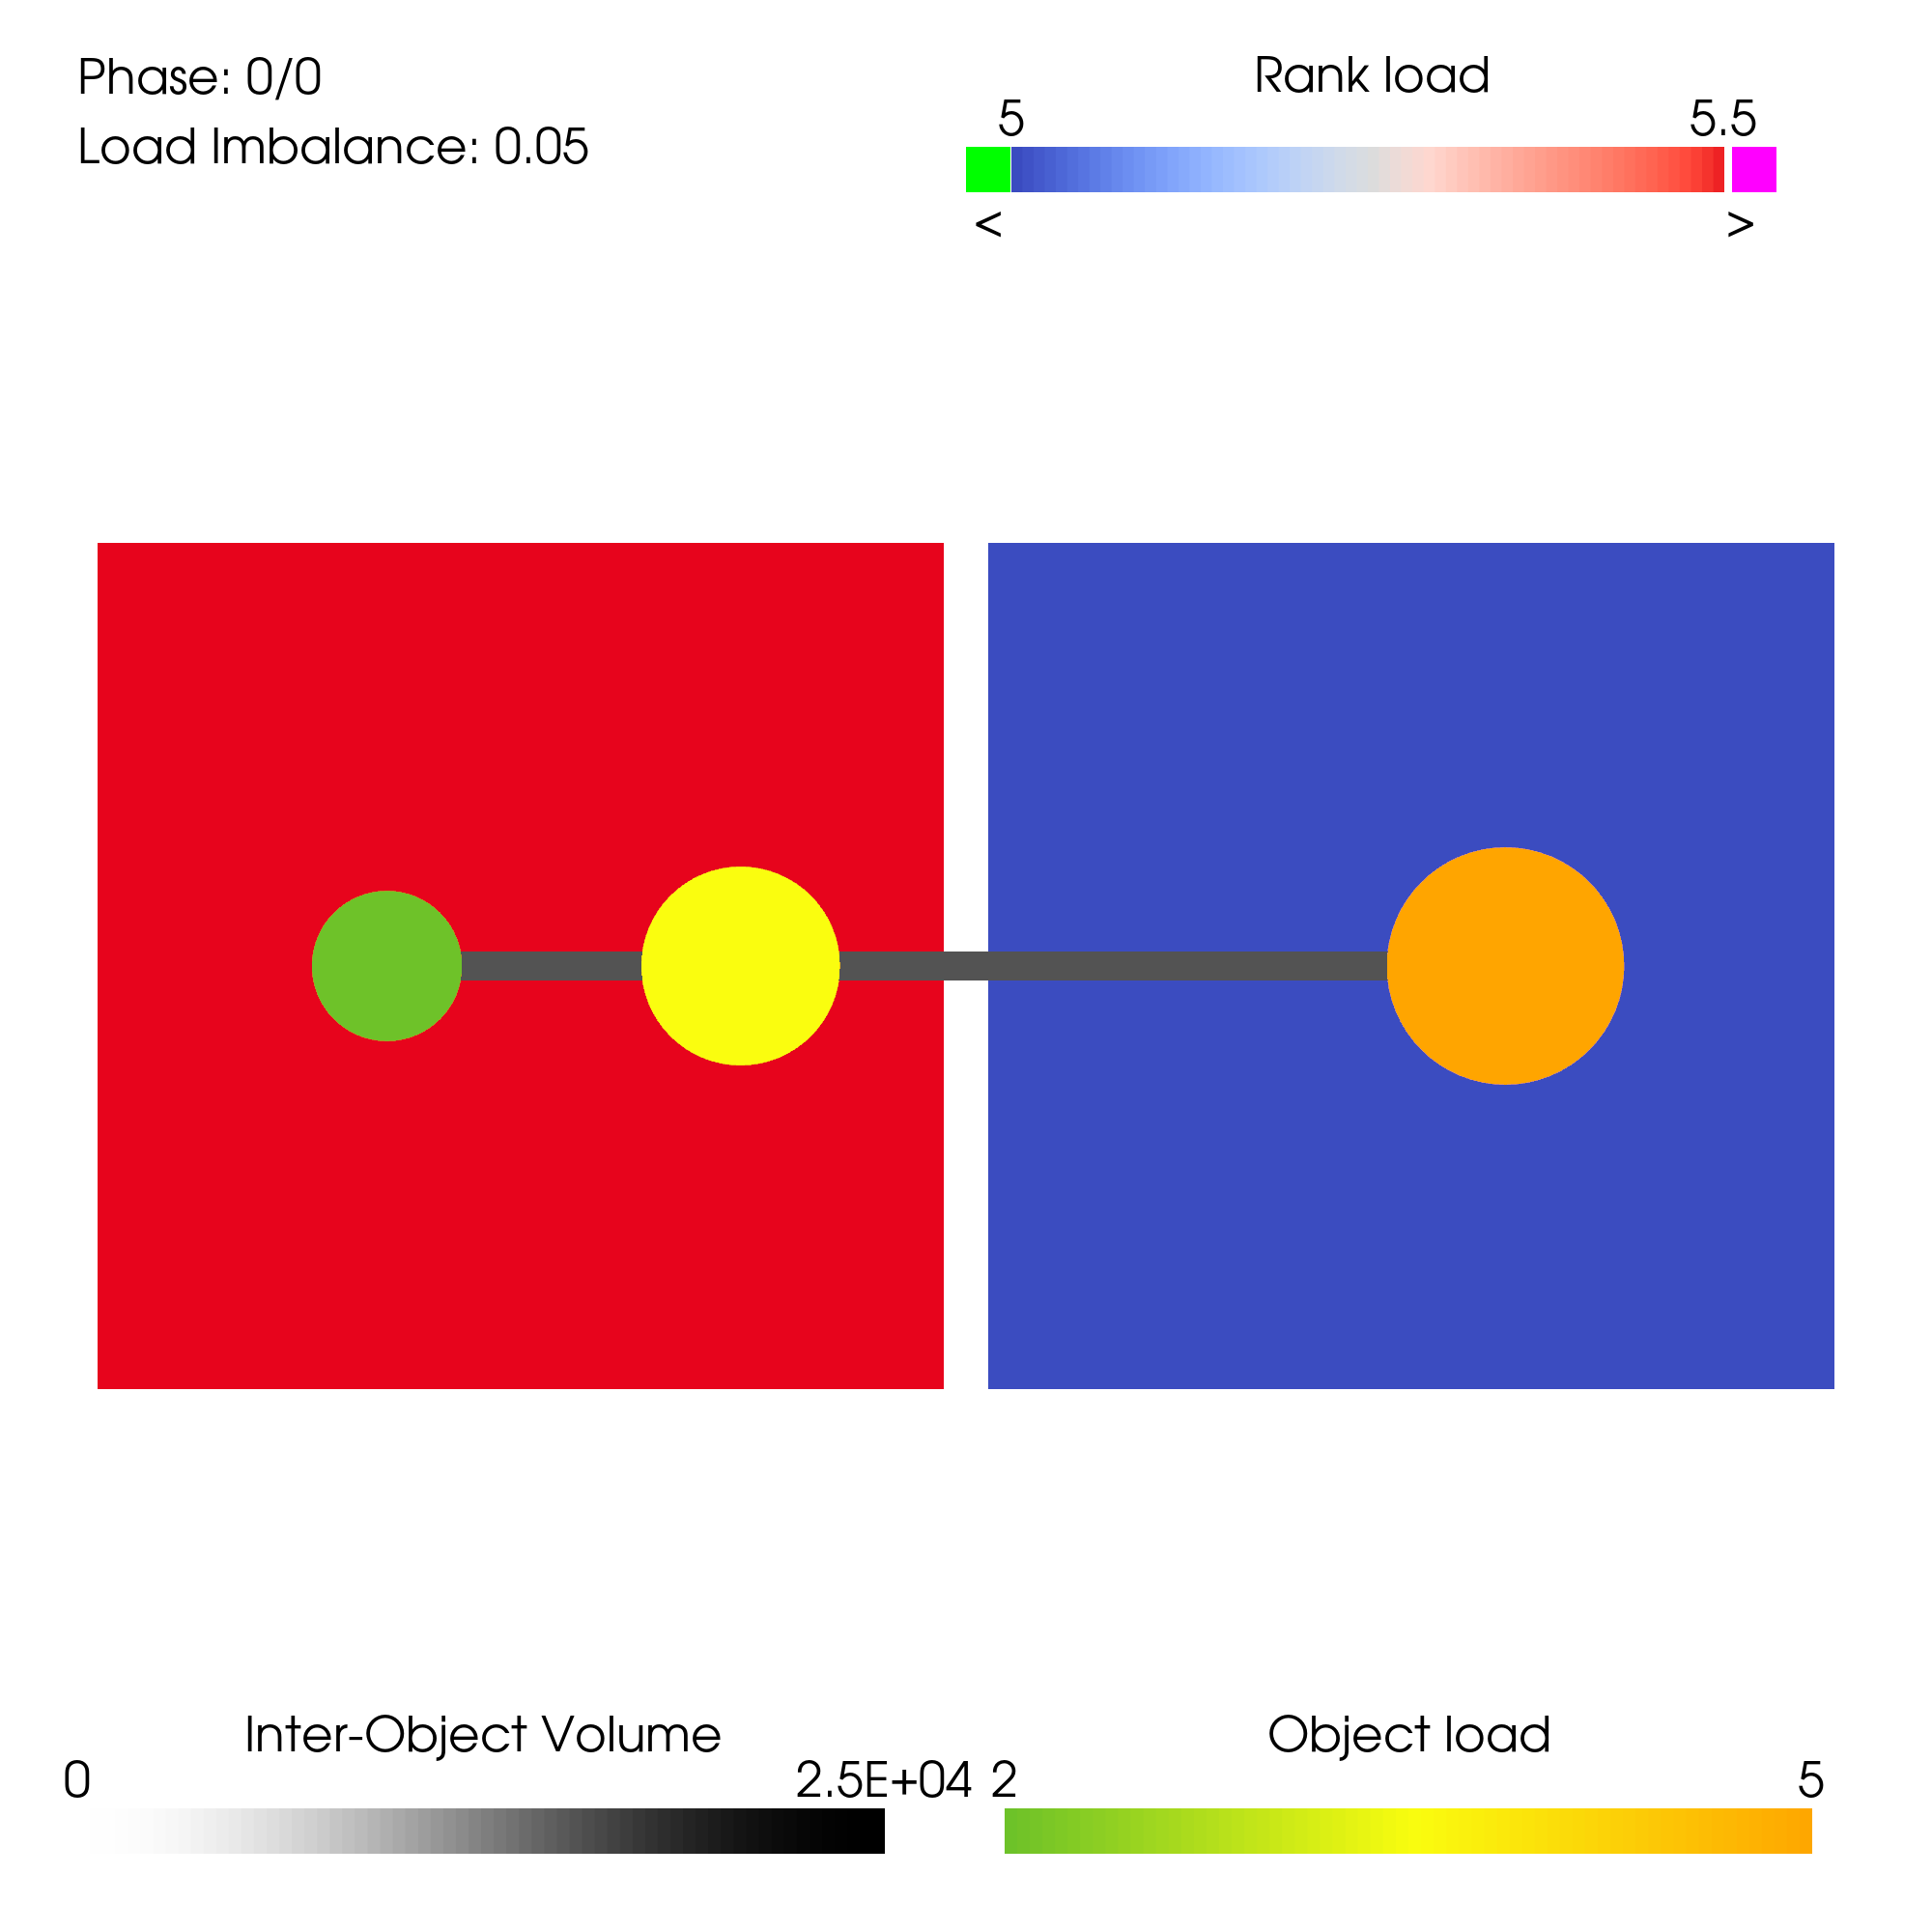 Phase: 0/0
Load Imbalance: 0.05
Rank load
5 5.5
< >
Inter-Object Volume
0 2.5E+04
Object load
2 5